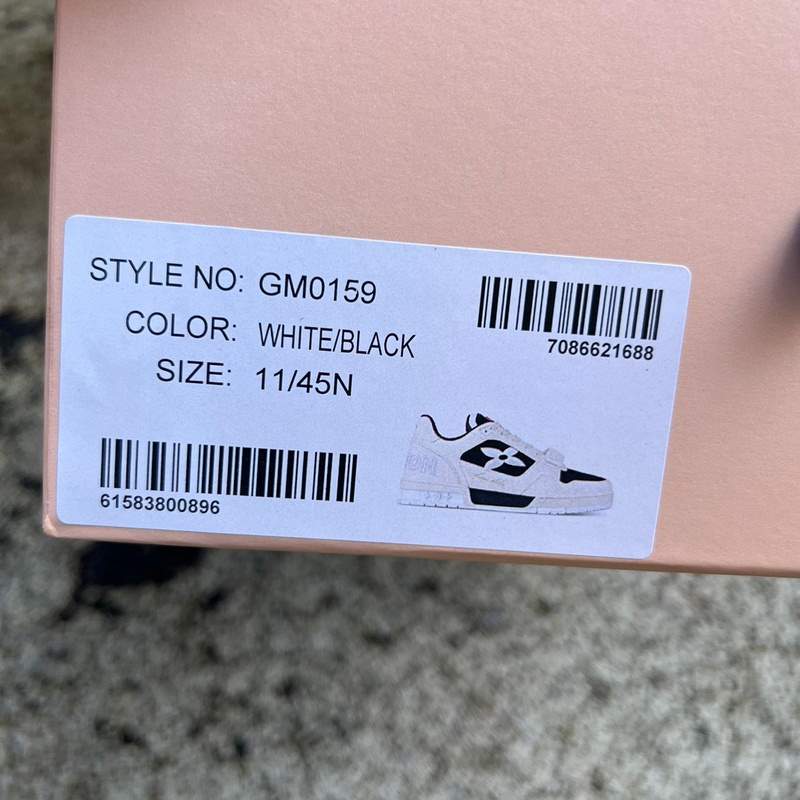 STYLE NO: GM0159
COLOR: WHITE/BLACK
SIZE: 11/45N
7086621688
61583800896